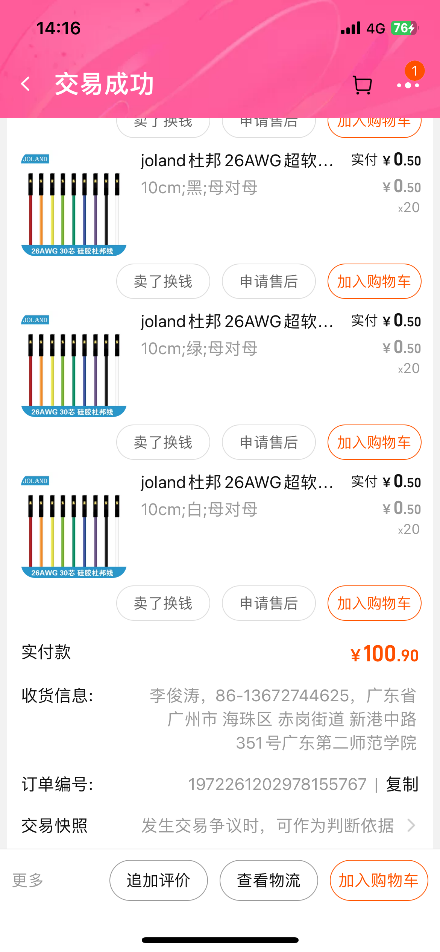 14:16
4G
76
交易成功
1
卖了换钱
申请售后
加入购物车
JOLAND
26AWG 30芯 硅胶杜邦线
joland杜邦26AWG超软...
实付 ¥0.50
10cm;黑;母对母
¥0.50
x20
卖了换钱
申请售后
加入购物车
JOLAND
26AWG 30芯 硅胶杜邦线
joland杜邦26AWG超软...
实付 ¥0.50
10cm;绿;母对母
¥0.50
x20
卖了换钱
申请售后
加入购物车
JOLAND
26AWG 30芯 硅胶杜邦线
joland杜邦26AWG超软...
实付 ¥0.50
10cm;白;母对母
¥0.50
x20
卖了换钱
申请售后
加入购物车
实付款
¥100.90
收货信息:
李俊涛，86-13672744625，广东省
广州市 海珠区 赤岗街道 新港中路
351号广东第二师范学院
订单编号:
1972261202978155767 | 复制
交易快照
发生交易争议时，可作为判断依据
更多
追加评价
查看物流
加入购物车